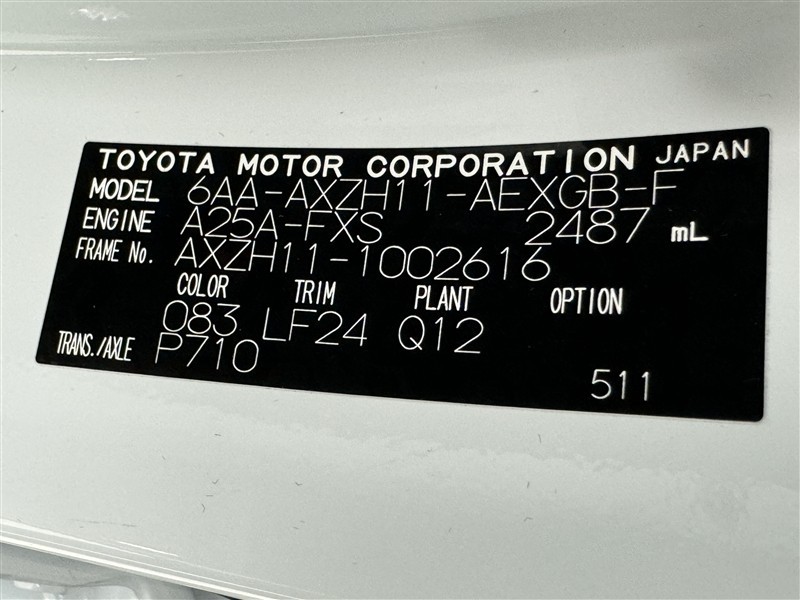 TOYOTA MOTOR CORPORATION JAPAN
MODEL 6AA-AXZH11-AEXGB-F
ENGINE A25A-FXS 2487 mL
FRAME No. AXZH11-1002616
COLOR TRIM PLANT OPTION
083 LF24 Q12
TRANS./AXLE P710
511